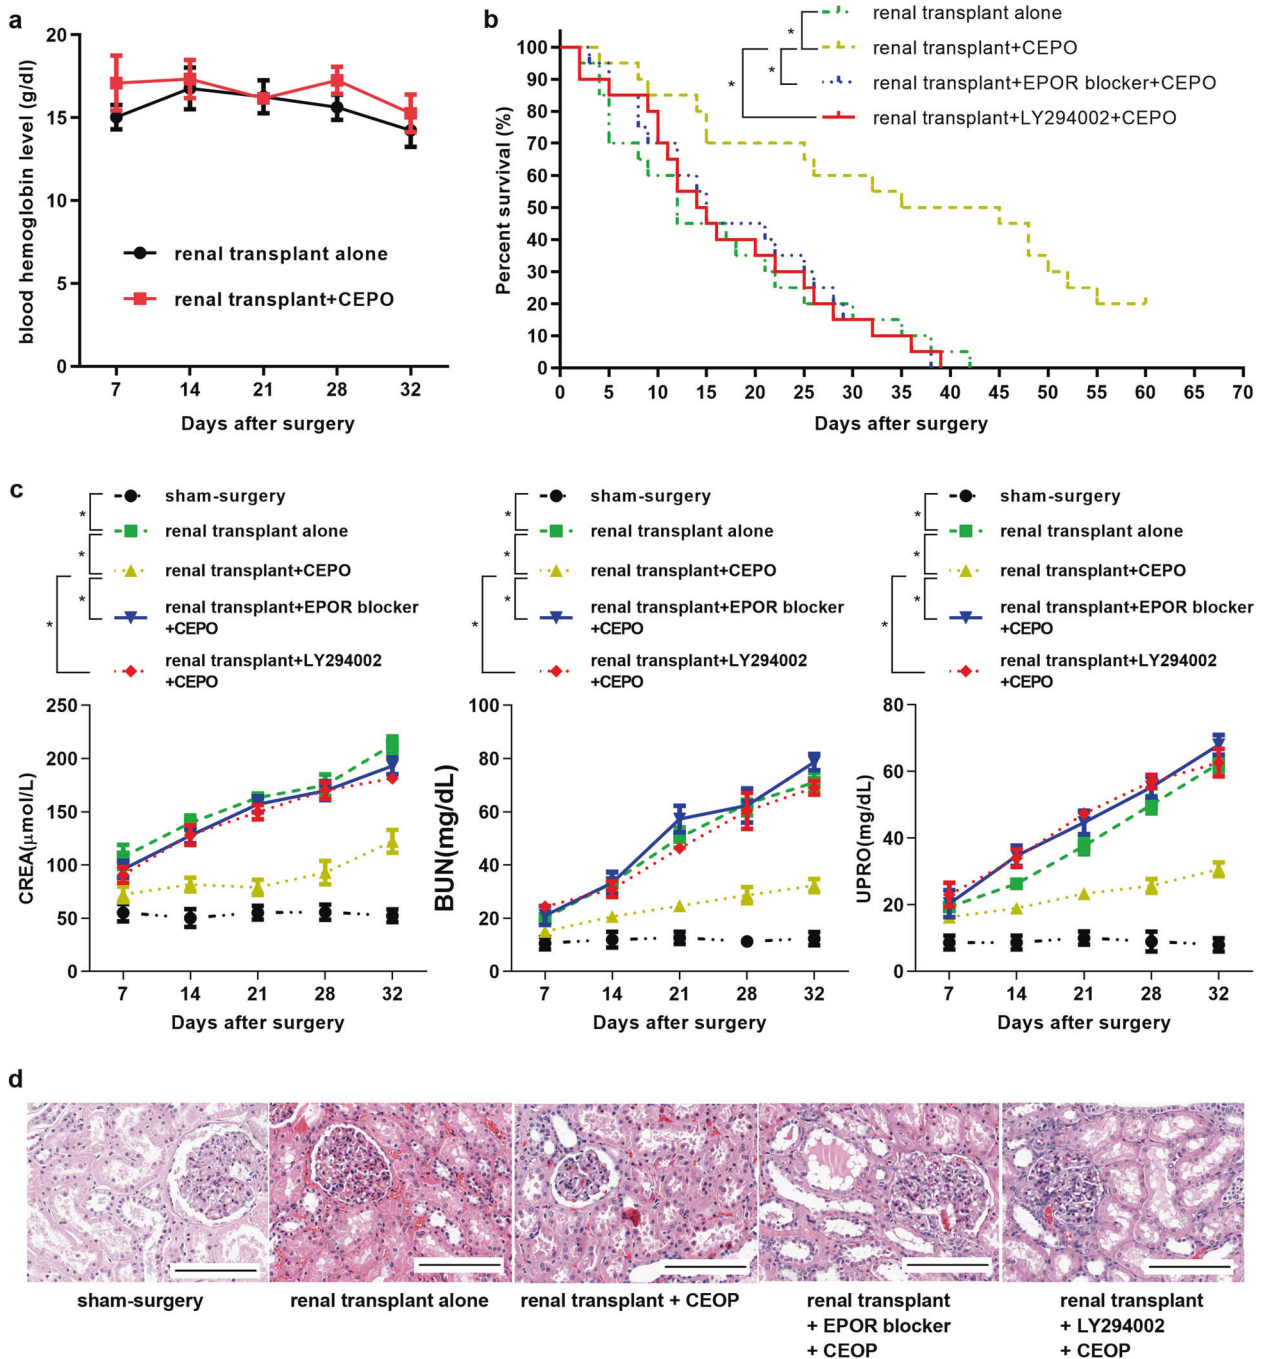 a
20
15
10
5
0
blood hemoglobin level (g/dl)
renal transplant alone
renal transplant+CEPO
7 14 21 28 32
Days after surgery
b
renal transplant alone
renal transplant+CEPO
renal transplant+EPOR blocker+CEPO
renal transplant+LY294002+CEPO
*
*
*
100
90
80
70
60
50
40
30
20
10
0
Percent survival (%)
0 5 10 15 20 25 30 35 40 45 50 55 60 65 70
Days after surgery
c
sham-surgery
renal transplant alone
renal transplant+CEPO
renal transplant+EPOR blocker
+CEPO
renal transplant+LY294002
+CEPO
*
*
*
*
250
200
150
100
50
0
CREA(μmol/L)
7 14 21 28 32
Days after surgery
sham-surgery
renal transplant alone
renal transplant+CEPO
renal transplant+EPOR blocker
+CEPO
renal transplant+LY294002
+CEPO
*
*
*
*
100
80
60
40
20
0
BUN(mg/dL)
7 14 21 28 32
Days after surgery
sham-surgery
renal transplant alone
renal transplant+CEPO
renal transplant+EPOR blocker
+CEPO
renal transplant+LY294002
+CEPO
*
*
*
*
80
60
40
20
0
UPRO(mg/dL)
7 14 21 28 32
Days after surgery
d
sham-surgery
renal transplant alone
renal transplant + CEOP
renal transplant
+ EPOR blocker
+ CEOP
renal transplant
+ LY294002
+ CEOP